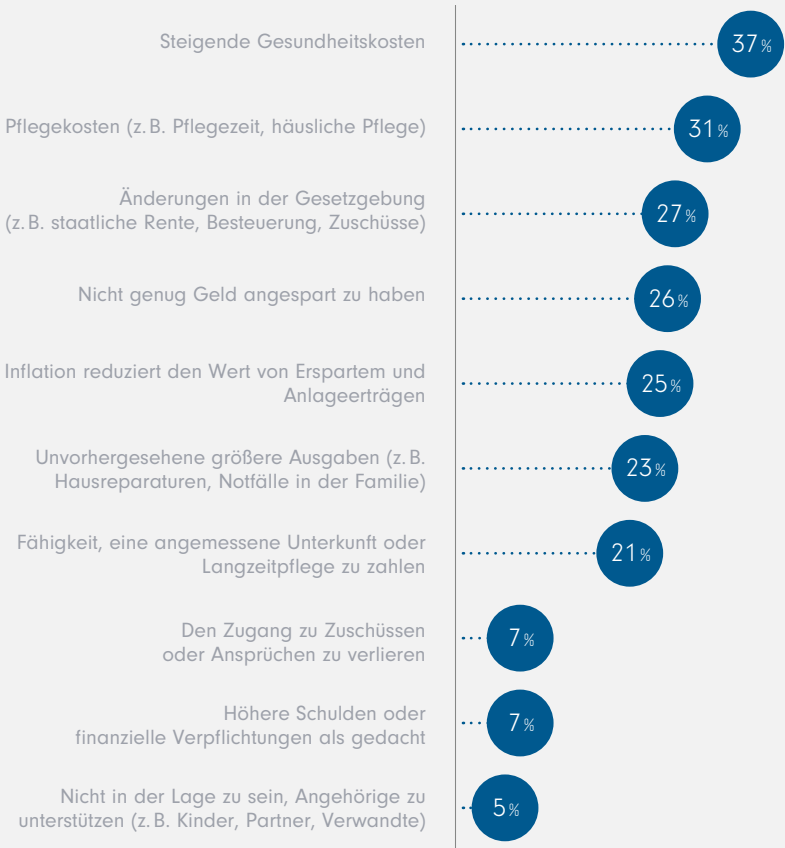 Steigende Gesundheitskosten
37%
Pflegekosten (z. B. Pflegezeit, häusliche Pflege)
31%
Änderungen in der Gesetzgebung
(z. B. staatliche Rente, Besteuerung, Zuschüsse)
27%
Nicht genug Geld angespart zu haben
26%
Inflation reduziert den Wert von Erspartem und
Anlageerträgen
25%
Unvorhergesehene größere Ausgaben (z. B.
Hausreparaturen, Notfälle in der Familie)
23%
Fähigkeit, eine angemessene Unterkunft oder
Langzeitpflege zu zahlen
21%
Den Zugang zu Zuschüssen
oder Ansprüchen zu verlieren
7%
Höhere Schulden oder
finanzielle Verpflichtungen als gedacht
7%
Nicht in der Lage zu sein, Angehörige zu
unterstützen (z. B. Kinder, Partner, Verwandte)
5%